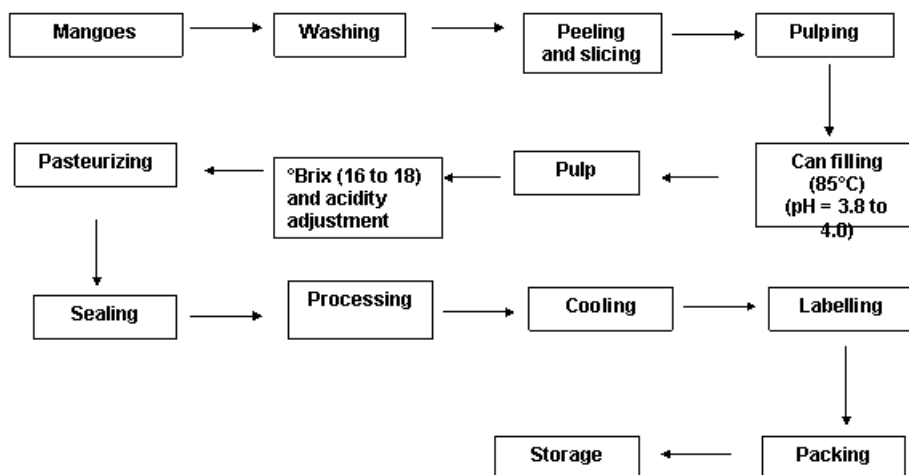 Mangoes
Washing
Peeling
and slicing
Pulping
Can filling
(85°C)
(pH = 3.8 to
4.0)
Pulp
°Brix (16 to 18)
and acidity
adjustment
Pasteurizing
Sealing
Processing
Cooling
Labelling
Packing
Storage